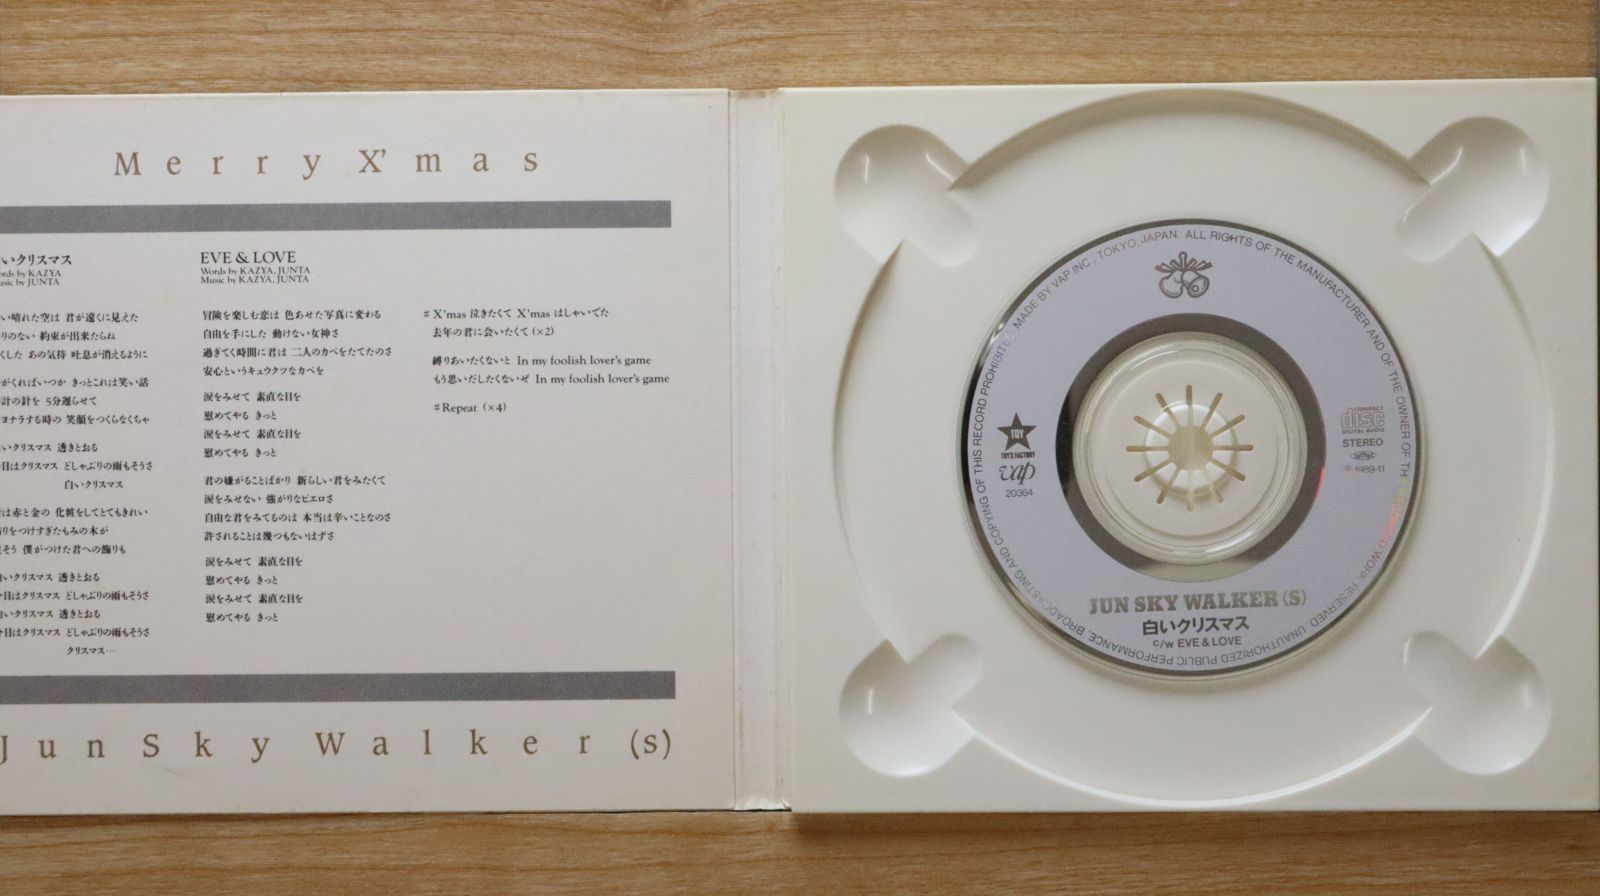 Merry X'mas
いクリスマス
ords by KAZYA
usic by JUNTA
い晴れた空は 君が遠くに見えた
りのない 約束が出来たらね
くした あの気持 吐息が消えるように
がくればいつか きっとこれは笑い話
計の針を 5分遅らせて
ヨナラする時の 笑顔をつくらなくちゃ
いクリスマス 透きとおる
日はクリスマス どしゃぶりの雨もそうさ
白いクリスマス
は赤と金の 化粧をしてとてもきれい
りをつけすぎたもみの木が
そう 僕がつけた君への飾りも
いクリスマス 透きとおる
日はクリスマス どしゃぶりの雨もそうさ
白いクリスマス 透きとおる
今日はクリスマス どしゃぶりの雨もそうさ
クリスマス…
EVE & LOVE
Words by KAZYA, JUNTA
Music by KAZYA, JUNTA
冒険を楽しむ恋は 色あせた写真に変わる
自由を手にした 動けない女神さ
過ぎてく時間に君は 二人のカベをたてたのさ
安心というキュウクツなカベを
涙をみせて 素直な目を
慰めてやる きっと
涙をみせて 素直な目を
慰めてやる きっと
君の嫌がることばかり 新らしい君をみたくて
涙をみせない 強がりなピエロさ
自由な君をみてるのは 本当は辛いことなのさ
許されることは幾つもないはずさ
涙をみせて 素直な目を
慰めてやる きっと
涙をみせて 素直な目を
慰めてやる きっと
♯ X'mas 泣きたくて X'mas はしゃいでた
去年の君に会いたくて (×2)
縛りあいたくないと In my foolish lover's game
もう思いだしたくないぜ In my foolish lover's game
♯ Repeat (×4)
Jun Sky Walker (s)
MADE BY VAP INC., TOKYO, JAPAN. ALL RIGHTS OF THE MANUFACTURER AND OF THE OWNER OF THE RECORDED WORK RESERVED. UNAUTHORIZED PUBLIC PERFORMANCE, BROADCASTING AND COPYING OF THIS RECORD PROHIBITED.
TOY
TOY'S FACTORY
vap
20364
COMPACT
disc
DIGITAL AUDIO
STEREO
1989-11
JUN SKY WALKER (S)
白いクリスマス
c/w EVE & LOVE